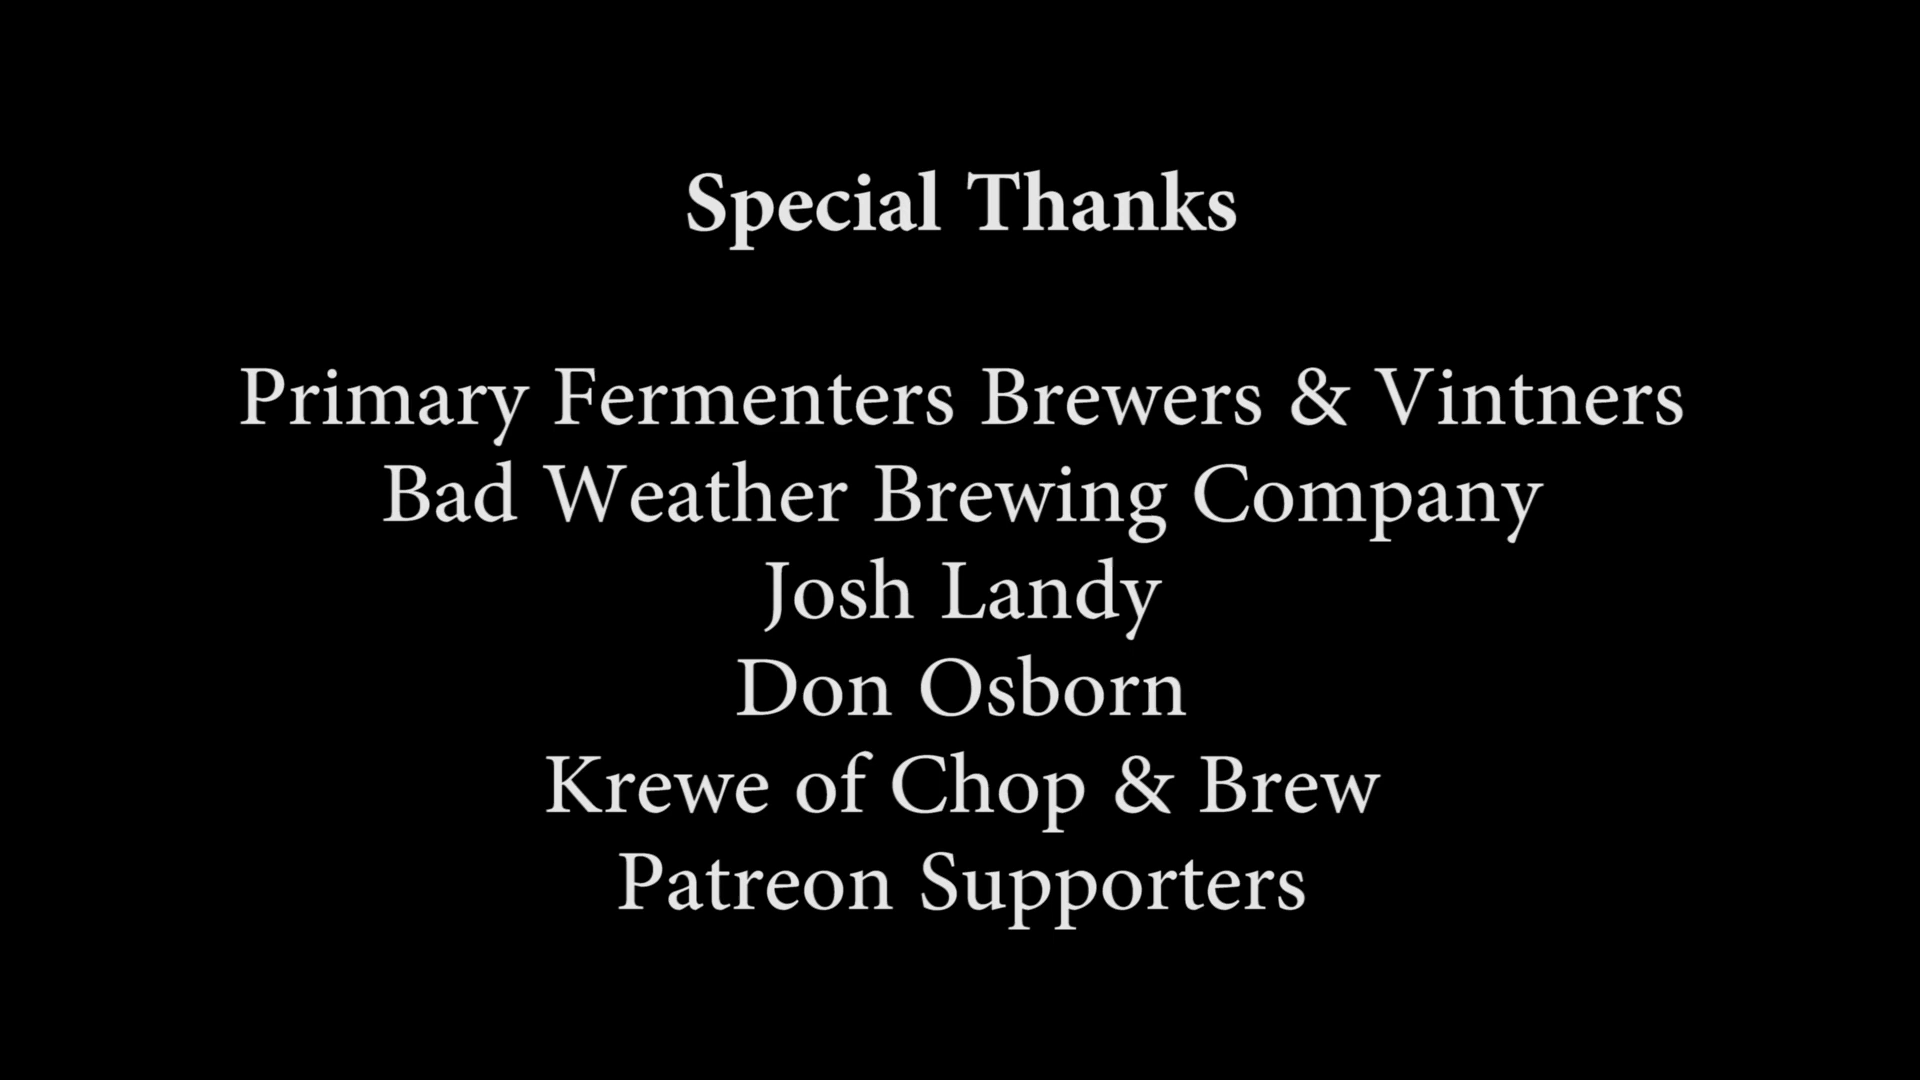 Special Thanks
Primary Fermenters Brewers & Vintners
Bad Weather Brewing Company
Josh Landy
Don Osborn
Krewe of Chop & Brew
Patreon Supporters